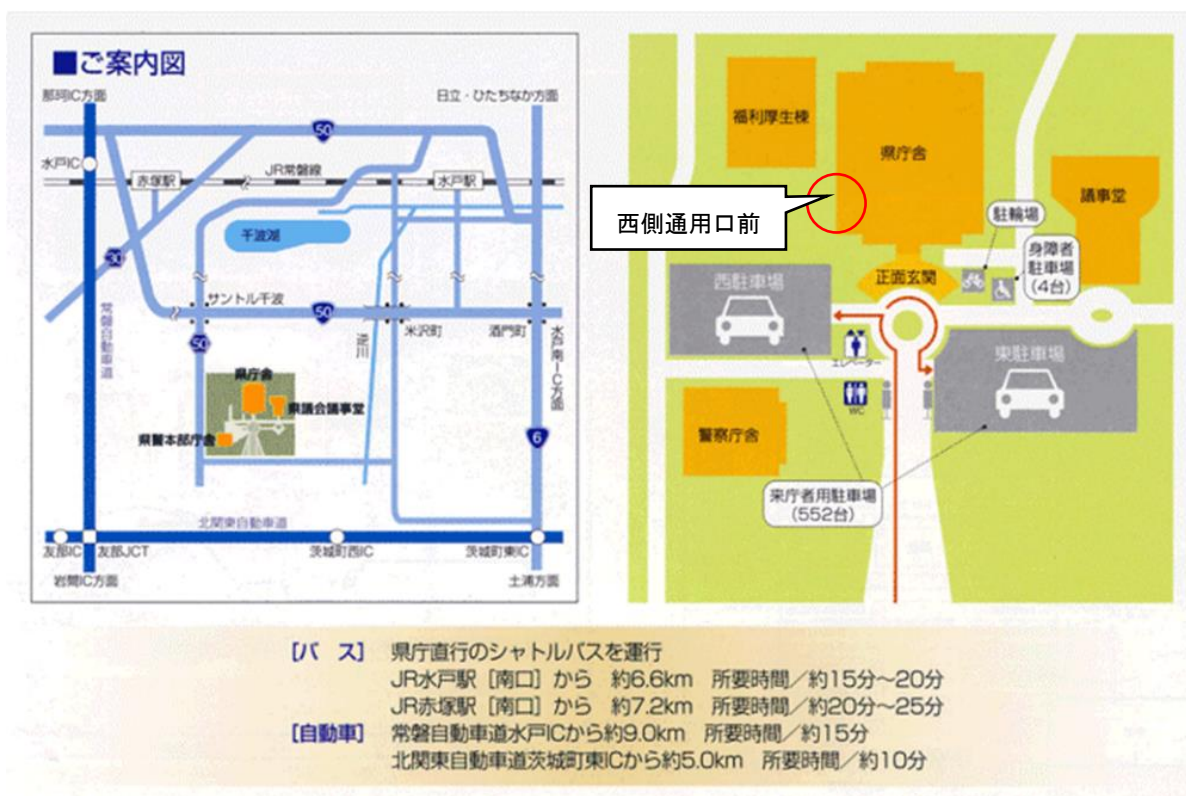 ■ご案内図
那珂IC方面
日立・ひたちなか方面
50
水戸IC
赤塚駅
JR常磐線
水戸駅
千波湖
30
サントル千波
50
常磐自動車道
50
米沢町
酒門町
水戸南IC方面
県庁舎
県議会議事堂
県警本部庁舎
6
北関東自動車道
友部IC
友部JCT
茨城町西IC
茨城町東IC
岩間IC方面
土浦方面
福利厚生棟
県庁舎
議事堂
西側通用口前
駐輪場
身障者
駐車場
(4台)
正面玄関
西駐車場
エレベーター
東駐車場
WC
警察庁舎
来庁者用駐車場
(552台)
[バ ス] 県庁直行のシャトルバスを運行
JR水戸駅[南口]から 約6.6km 所要時間/約15分~20分
JR赤塚駅[南口]から 約7.2km 所要時間/約20分~25分
[自動車] 常磐自動車道水戸ICから約9.0km 所要時間/約15分
北関東自動車道茨城町東ICから約5.0km 所要時間/約10分